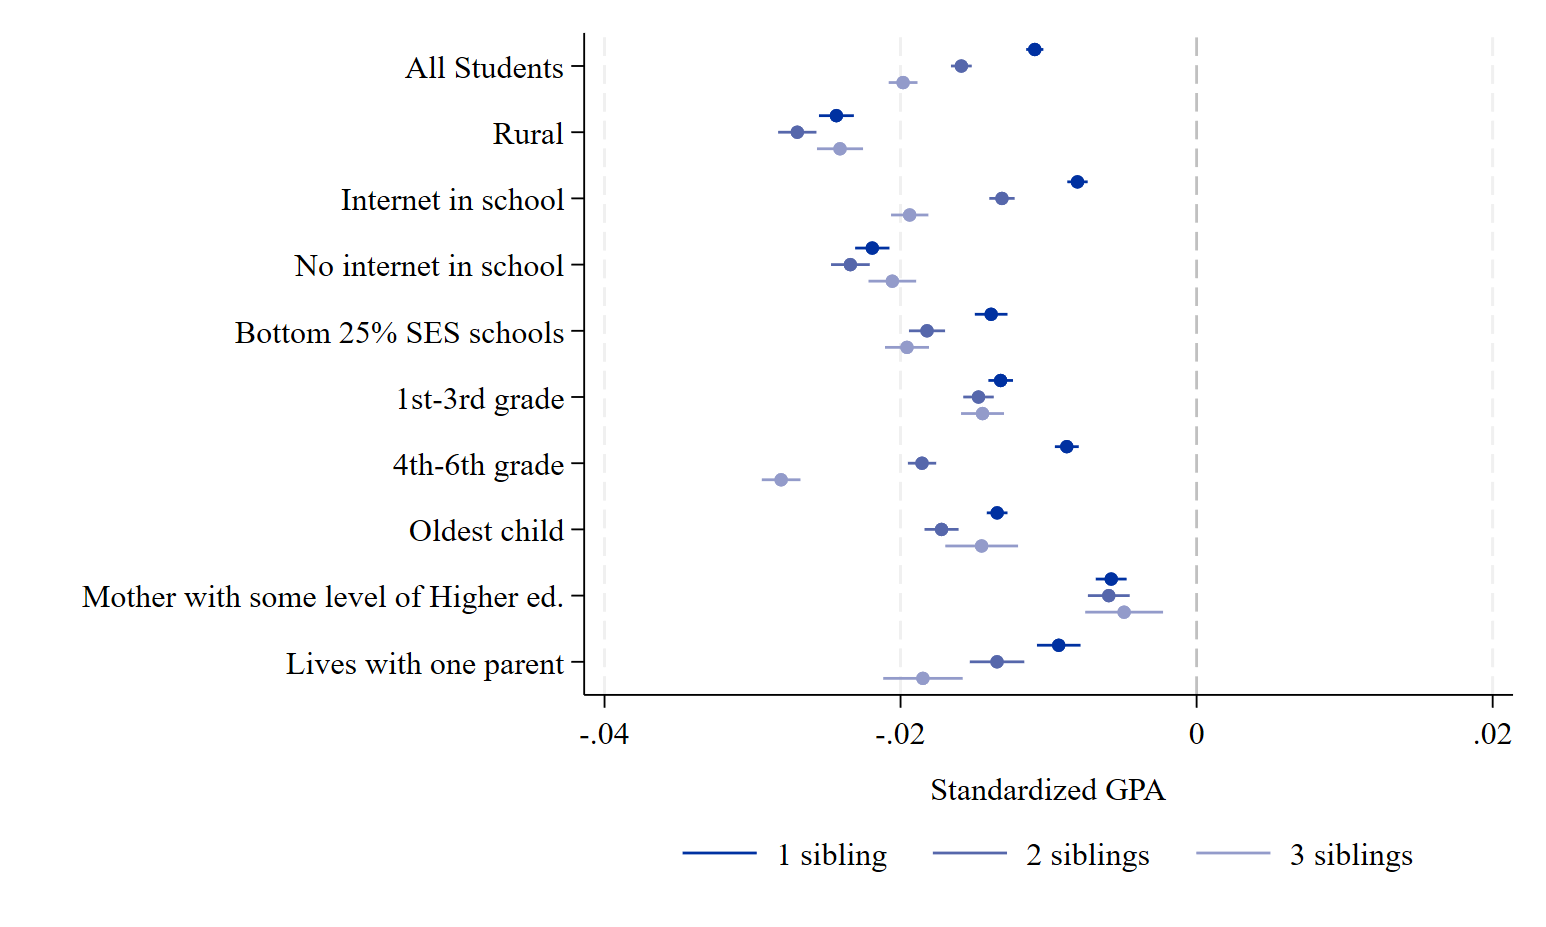 All Students
Rural
Internet in school
No internet in school
Bottom 25% SES schools
1st-3rd grade
4th-6th grade
Oldest child
Mother with some level of Higher ed.
Lives with one parent
-.04 -.02 0 .02
Standardized GPA
1 sibling 2 siblings 3 siblings